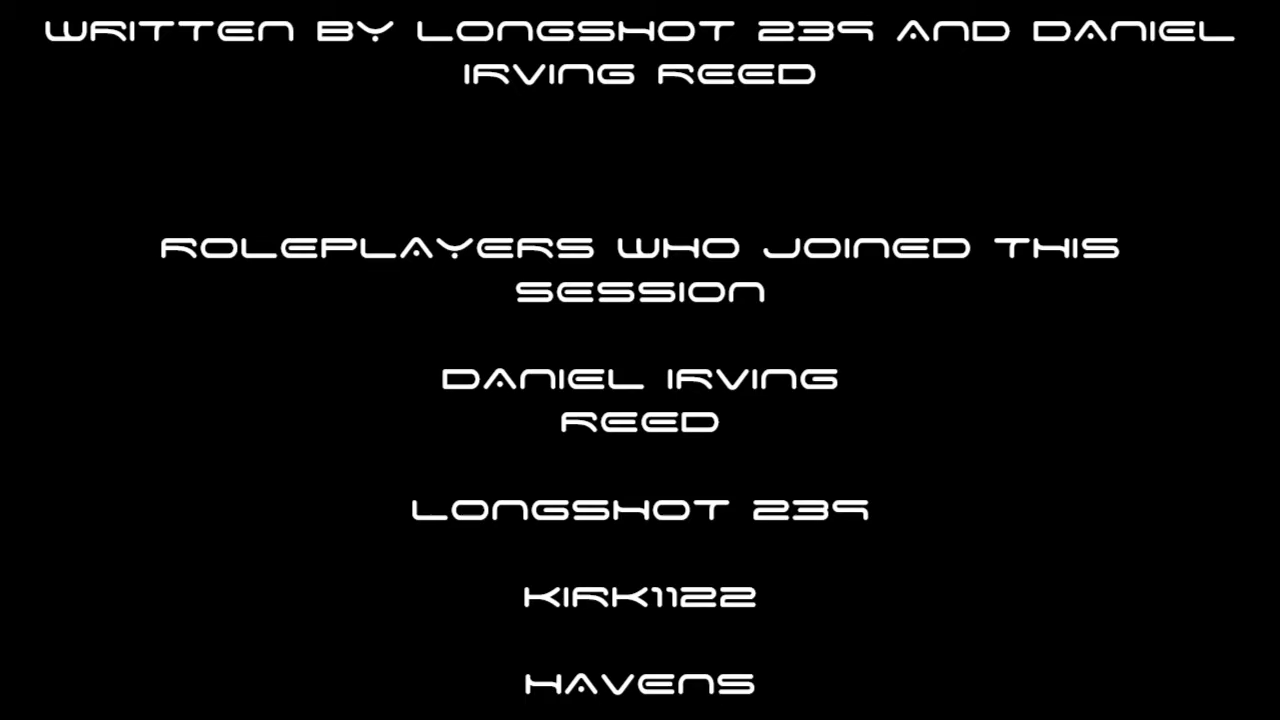 WRITTEN BY LONGSHOT 239 AND DANIEL
IRVING REED
ROLEPLAYERS WHO JOINED THIS
SESSION
DANIEL IRVING
REED
LONGSHOT 239
KIRK1122
HAVENS